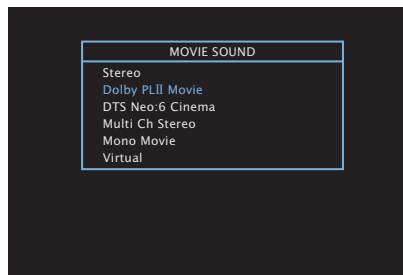 MOVIE SOUND
Stereo
Dolby PLII Movie
DTS Neo:6 Cinema
Multi Ch Stereo
Mono Movie
Virtual